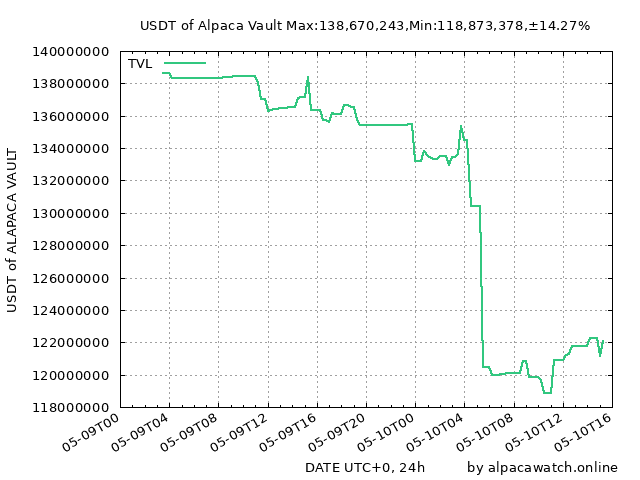 USDT of Alpaca Vault Max:138,670,243,Min:118,873,378,±14.27%
TVL
USDT of ALAPACA VAULT
140000000
138000000
136000000
134000000
132000000
130000000
128000000
126000000
124000000
122000000
120000000
118000000
05-09T00
05-09T04
05-09T08
05-09T12
05-09T16
05-09T20
05-10T00
05-10T04
05-10T08
05-10T12
05-10T16
DATE UTC+0, 24h
by alpacawatch.online